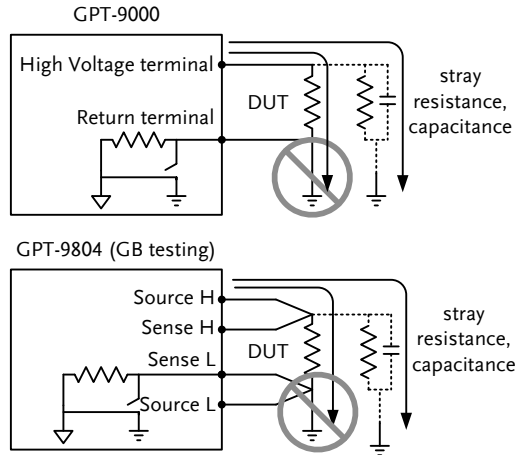 GPT-9000
High Voltage terminal
DUT
Return terminal
stray
resistance,
capacitance
GPT-9804 (GB testing)
Source H
Sense H
Sense L
DUT
Source L
stray
resistance,
capacitance